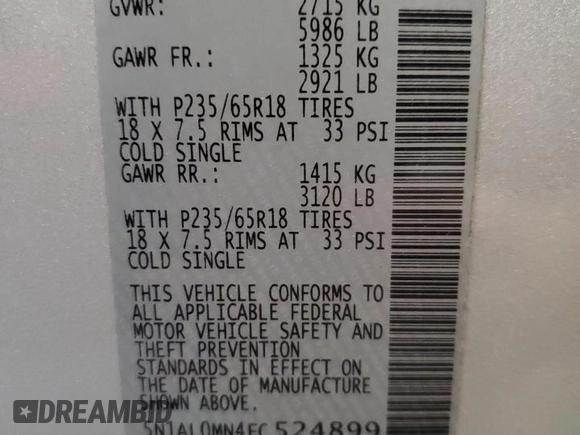 GVWR: 2715 KG
5986 LB
GAWR FR.: 1325 KG
2921 LB
WITH P235/65R18 TIRES
18 X 7.5 RIMS AT 33 PSI
COLD SINGLE
GAWR RR.: 1415 KG
3120 LB
WITH P235/65R18 TIRES
18 X 7.5 RIMS AT 33 PSI
COLD SINGLE
THIS VEHICLE CONFORMS TO
ALL APPLICABLE FEDERAL
MOTOR VEHICLE SAFETY AND
THEFT PREVENTION
STANDARDS IN EFFECT ON
THE DATE OF MANUFACTURE
SHOWN ABOVE.
5N1AL0MN4FC524899
DREAMBID